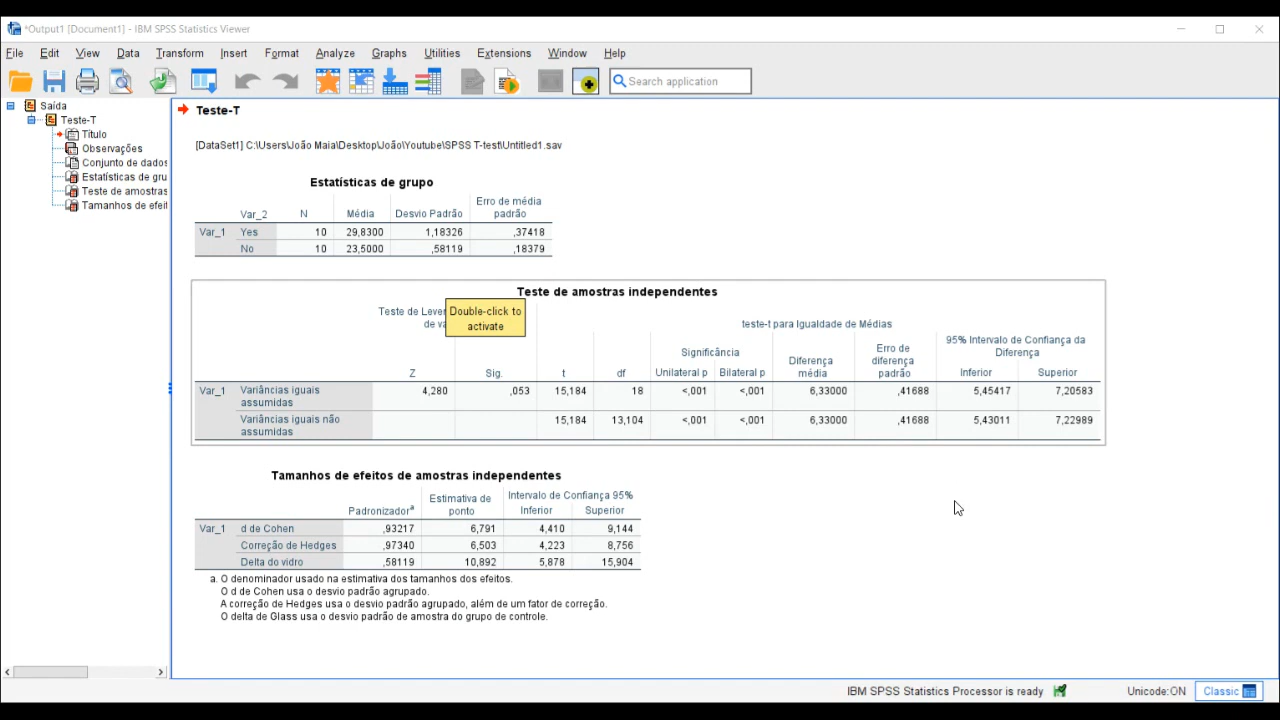 *Output1 [Document1] - IBM SPSS Statistics Viewer
File Edit View Data Transform Insert Format Analyze Graphs Utilities Extensions Window Help
Search application
Saída
Teste-T
Título
Observações
Conjunto de dados
Estatísticas de gru
Teste de amostras
Tamanhos de efeit
Teste-T
[DataSet1] C:\Users\João Maia\Desktop\João\Youtube\SPSS T-test\Untitled1.sav
Estatísticas de grupo
Var_2 N Média Desvio Padrão Erro de média
padrão
Var_1 Yes 10 29,8300 1,18326 ,37418
No 10 23,5000 ,58119 ,18379
Teste de amostras independentes
Teste de Lever
de va
Double-click to
activate
teste-t para Igualdade de Médias
Z Sig. t df
Significância
Unilateral p Bilateral p
Diferença
média
Erro de
diferença
padrão
95% Intervalo de Confiança da
Diferença
Inferior Superior
Var_1 Variâncias iguais
assumidas 4,280 ,053 15,184 18 <,001 <,001 6,33000 ,41688 5,45417 7,20583
Variâncias iguais não
assumidas 15,184 13,104 <,001 <,001 6,33000 ,41688 5,43011 7,22989
Tamanhos de efeitos de amostras independentes
Padronizadorª Estimativa de
ponto
Intervalo de Confiança 95%
Inferior Superior
Var_1 d de Cohen ,93217 6,791 4,410 9,144
Correção de Hedges ,97340 6,503 4,223 8,756
Delta do vidro ,58119 10,892 5,878 15,904
a. O denominador usado na estimativa dos tamanhos dos efeitos.
O d de Cohen usa o desvio padrão agrupado.
A correção de Hedges usa o desvio padrão agrupado, além de um fator de correção.
O delta de Glass usa o desvio padrão de amostra do grupo de controle.
IBM SPSS Statistics Processor is ready Unicode:ON Classic